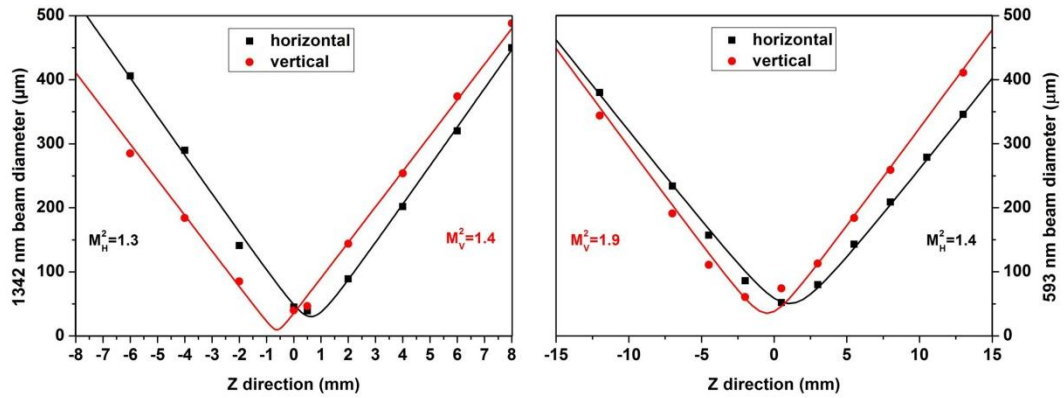 500
400
300
200
100
0
1342 nm beam diameter (µm)
horizontal
vertical
M²H=1.3
M²V=1.4
-8 -7 -6 -5 -4 -3 -2 -1 0 1 2 3 4 5 6 7 8
Z direction (mm)
horizontal
vertical
M²V=1.9
M²H=1.4
-15 -10 -5 0 5 10 15
Z direction (mm)
500
400
300
200
100
0
593 nm beam diameter (µm)